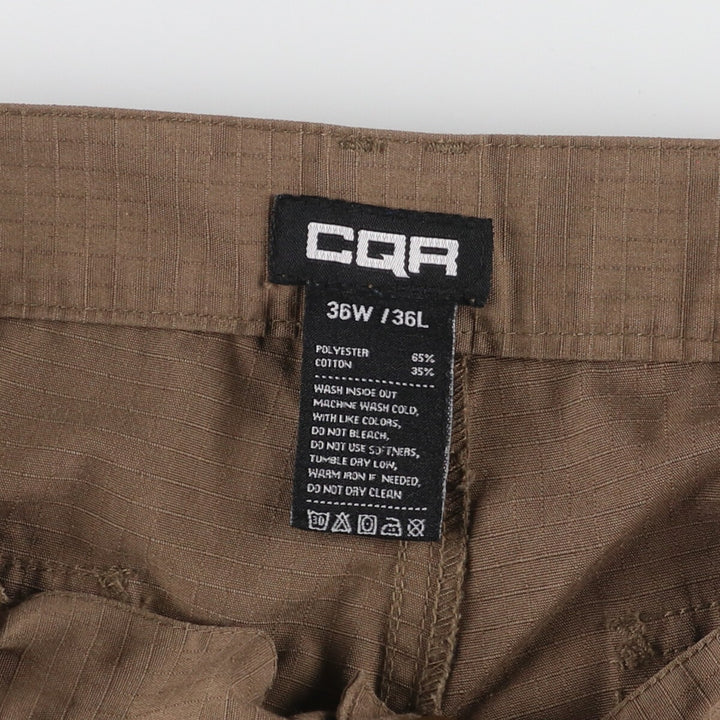 CQR
36W / 36L
POLYESTER 65%
COTTON 35%
WASH INSIDE OUT
MACHINE WASH COLD,
WITH LIKE COLORS,
DO NOT BLEACH,
DO NOT USE SOFTNERS,
TUMBLE DRY LOW,
WARM IRON IF NEEDED,
DO NOT DRY CLEAN
30